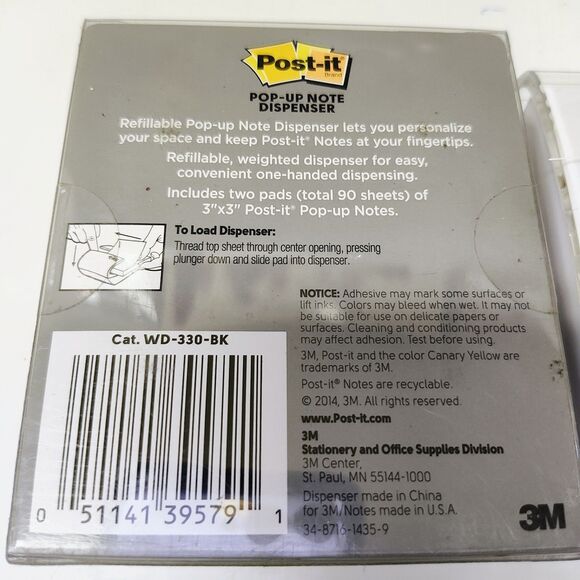 Post-it
Brand
POP-UP NOTE
DISPENSER
Refillable Pop-up Note Dispenser lets you personalize
your space and keep Post-it® Notes at your fingertips.
Refillable, weighted dispenser for easy,
convenient one-handed dispensing.
Includes two pads (total 90 sheets) of
3"x3" Post-it® Pop-up Notes.
To Load Dispenser:
Thread top sheet through center opening, pressing
plunger down and slide pad into dispenser.
NOTICE: Adhesive may mark some surfaces or
lift inks. Colors may bleed when wet. It may not
be suitable for use on delicate papers or
surfaces. Cleaning and conditioning products
may affect adhesion. Test before using.
3M, Post-it and the color Canary Yellow are
trademarks of 3M.
Post-it® Notes are recyclable.
© 2014, 3M. All rights reserved.
www.Post-it.com
3M
Stationery and Office Supplies Division
3M Center,
St. Paul, MN 55144-1000
Dispenser made in China
for 3M/Notes made in U.S.A.
34-8716-1435-9
3M
Cat. WD-330-BK
0 51141 39579 1